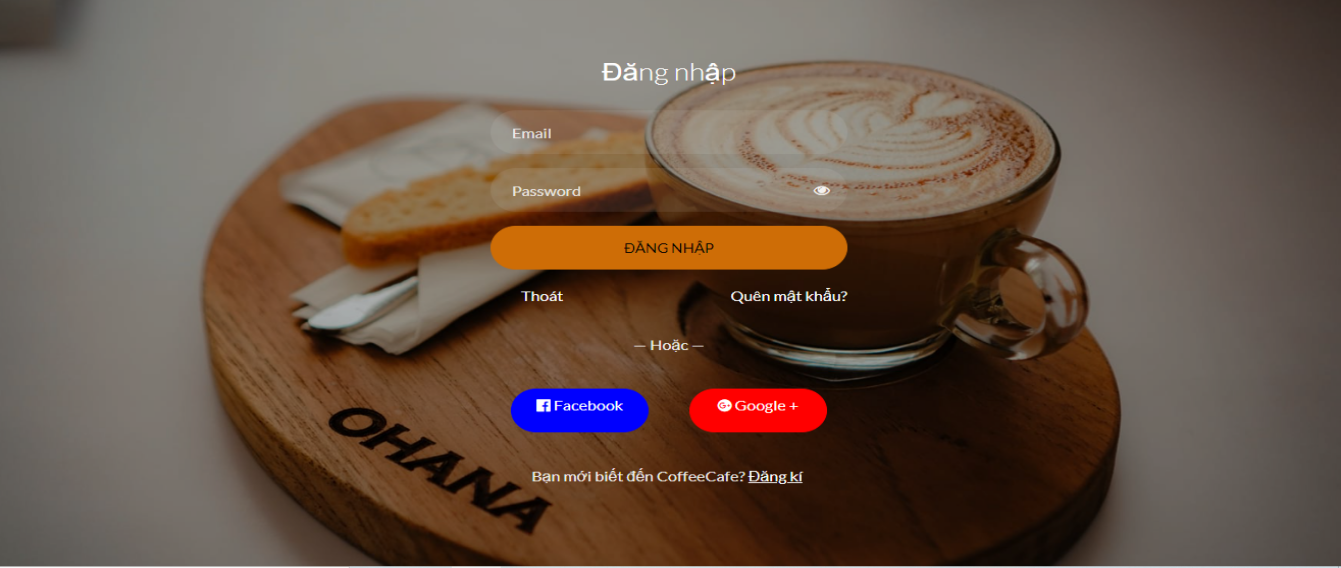 Đăng nhập
Email
Password
ĐĂNG NHẬP
Thoát Quên mật khẩu?
— Hoặc —
Facebook Google +
Bạn mới biết đến CoffeeCafe? Đăng kí
OHANA